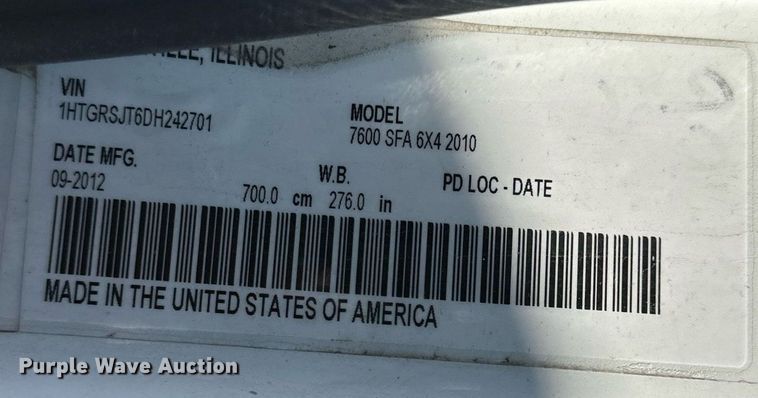 ILLINOIS
VIN
1HTGRSJT6DH242701
MODEL
7600 SFA 6X4 2010
DATE MFG.
09-2012
W.B.
700.0 cm 276.0 in
PD LOC - DATE
MADE IN THE UNITED STATES OF AMERICA
Purple Wave Auction